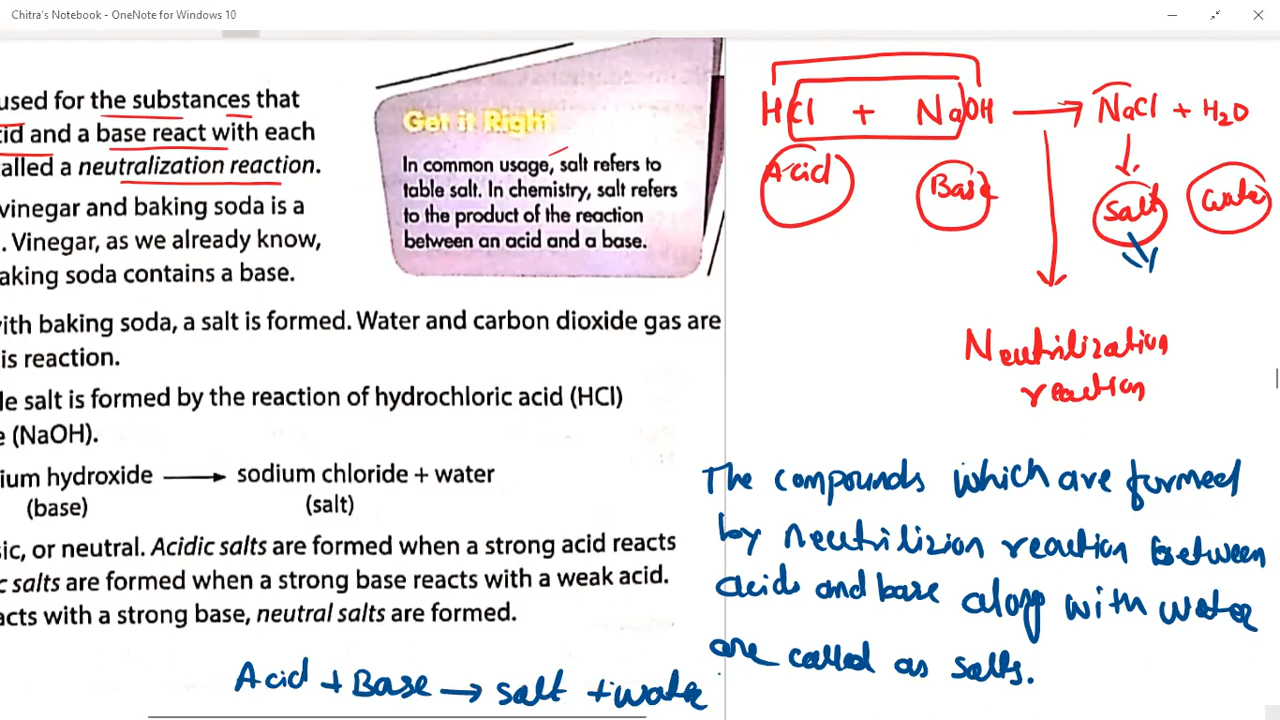 Chitra's Notebook - OneNote for Windows 10
used for the substances that
cid and a base react with each
alled a neutralization reaction.
vinegar and baking soda is a
. Vinegar, as we already know,
aking soda contains a base.
Get it Right
In common usage, salt refers to
table salt. In chemistry, salt refers
to the product of the reaction
between an acid and a base.
with baking soda, a salt is formed. Water and carbon dioxide gas are
is reaction.
le salt is formed by the reaction of hydrochloric acid (HCl)
e (NaOH).
ium hydroxide ⟶ sodium chloride + water
(base) (salt)
sic, or neutral. Acidic salts are formed when a strong acid reacts
c salts are formed when a strong base reacts with a weak acid.
acts with a strong base, neutral salts are formed.
Acid + Base → salt + water
HCl + NaOH ⟶ NaCl + H₂O
Acid Base Salt Water
Neutrilization
reaction
The compounds which are formed
by neutrilizion reaction between
acids and base along with water
are called as salts.